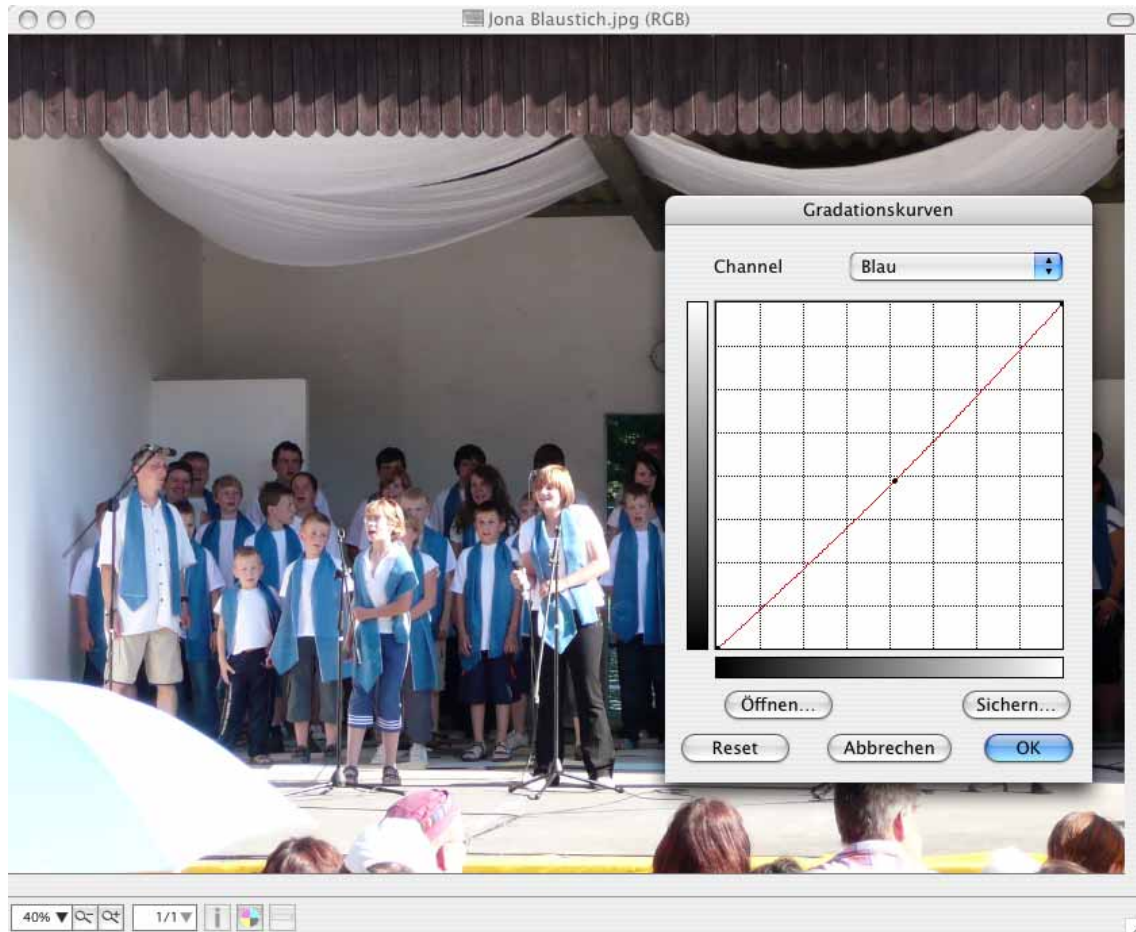 Jona Blaustich.jpg (RGB)
Gradationskurven
Channel
Blau
Öffnen...
Sichern...
Reset
Abbrechen
OK
40%
1/1
i